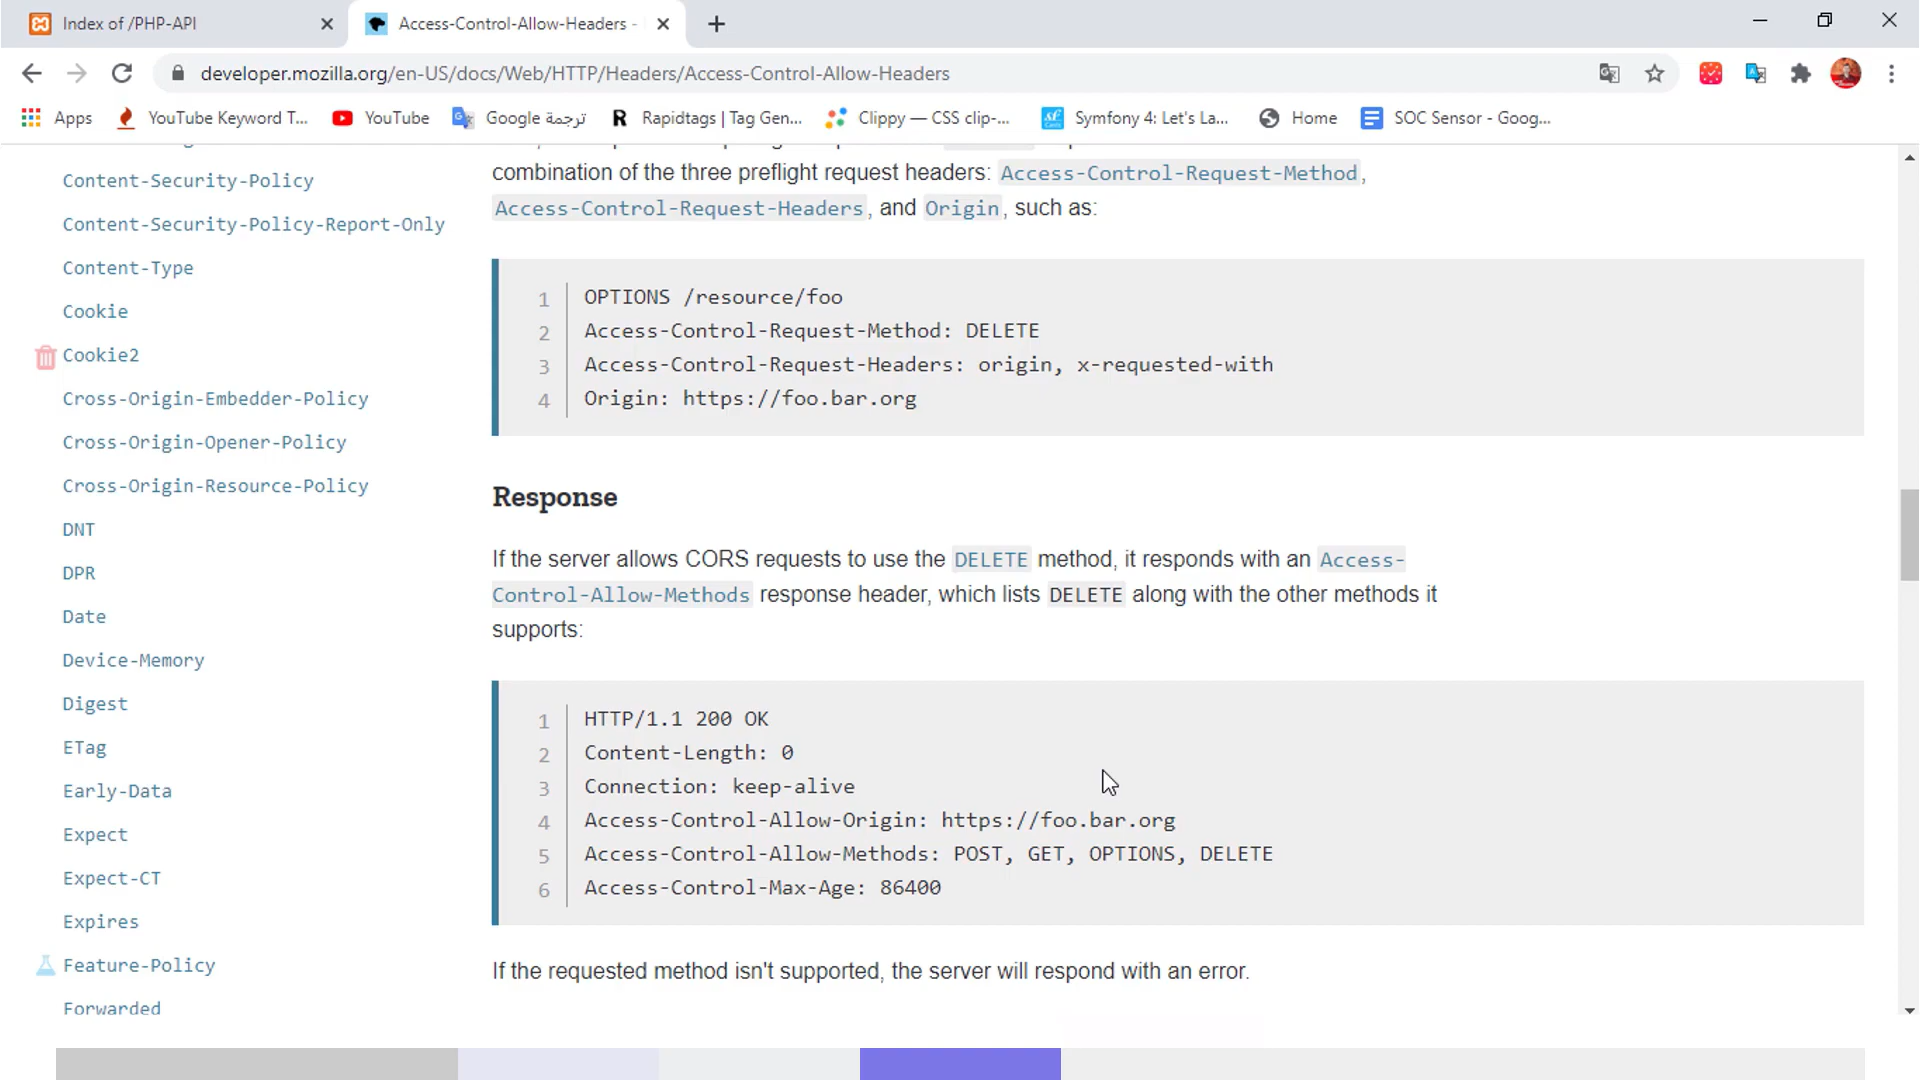 Index of /PHP-API
Access-Control-Allow-Headers -
developer.mozilla.org/en-US/docs/Web/HTTP/Headers/Access-Control-Allow-Headers
Apps
YouTube Keyword T...
YouTube
ترجمة Google
Rapidtags | Tag Gen...
Clippy — CSS clip-...
Symfony 4: Let's La...
Home
SOC Sensor - Goog...
Content-Security-Policy
Content-Security-Policy-Report-Only
Content-Type
Cookie
Cookie2
Cross-Origin-Embedder-Policy
Cross-Origin-Opener-Policy
Cross-Origin-Resource-Policy
DNT
DPR
Date
Device-Memory
Digest
ETag
Early-Data
Expect
Expect-CT
Expires
Feature-Policy
Forwarded
combination of the three preflight request headers: Access-Control-Request-Method,
Access-Control-Request-Headers, and Origin, such as:
1 OPTIONS /resource/foo
2 Access-Control-Request-Method: DELETE
3 Access-Control-Request-Headers: origin, x-requested-with
4 Origin: https://foo.bar.org
Response
If the server allows CORS requests to use the DELETE method, it responds with an Access-
Control-Allow-Methods response header, which lists DELETE along with the other methods it
supports:
1 HTTP/1.1 200 OK
2 Content-Length: 0
3 Connection: keep-alive
4 Access-Control-Allow-Origin: https://foo.bar.org
5 Access-Control-Allow-Methods: POST, GET, OPTIONS, DELETE
6 Access-Control-Max-Age: 86400
If the requested method isn't supported, the server will respond with an error.